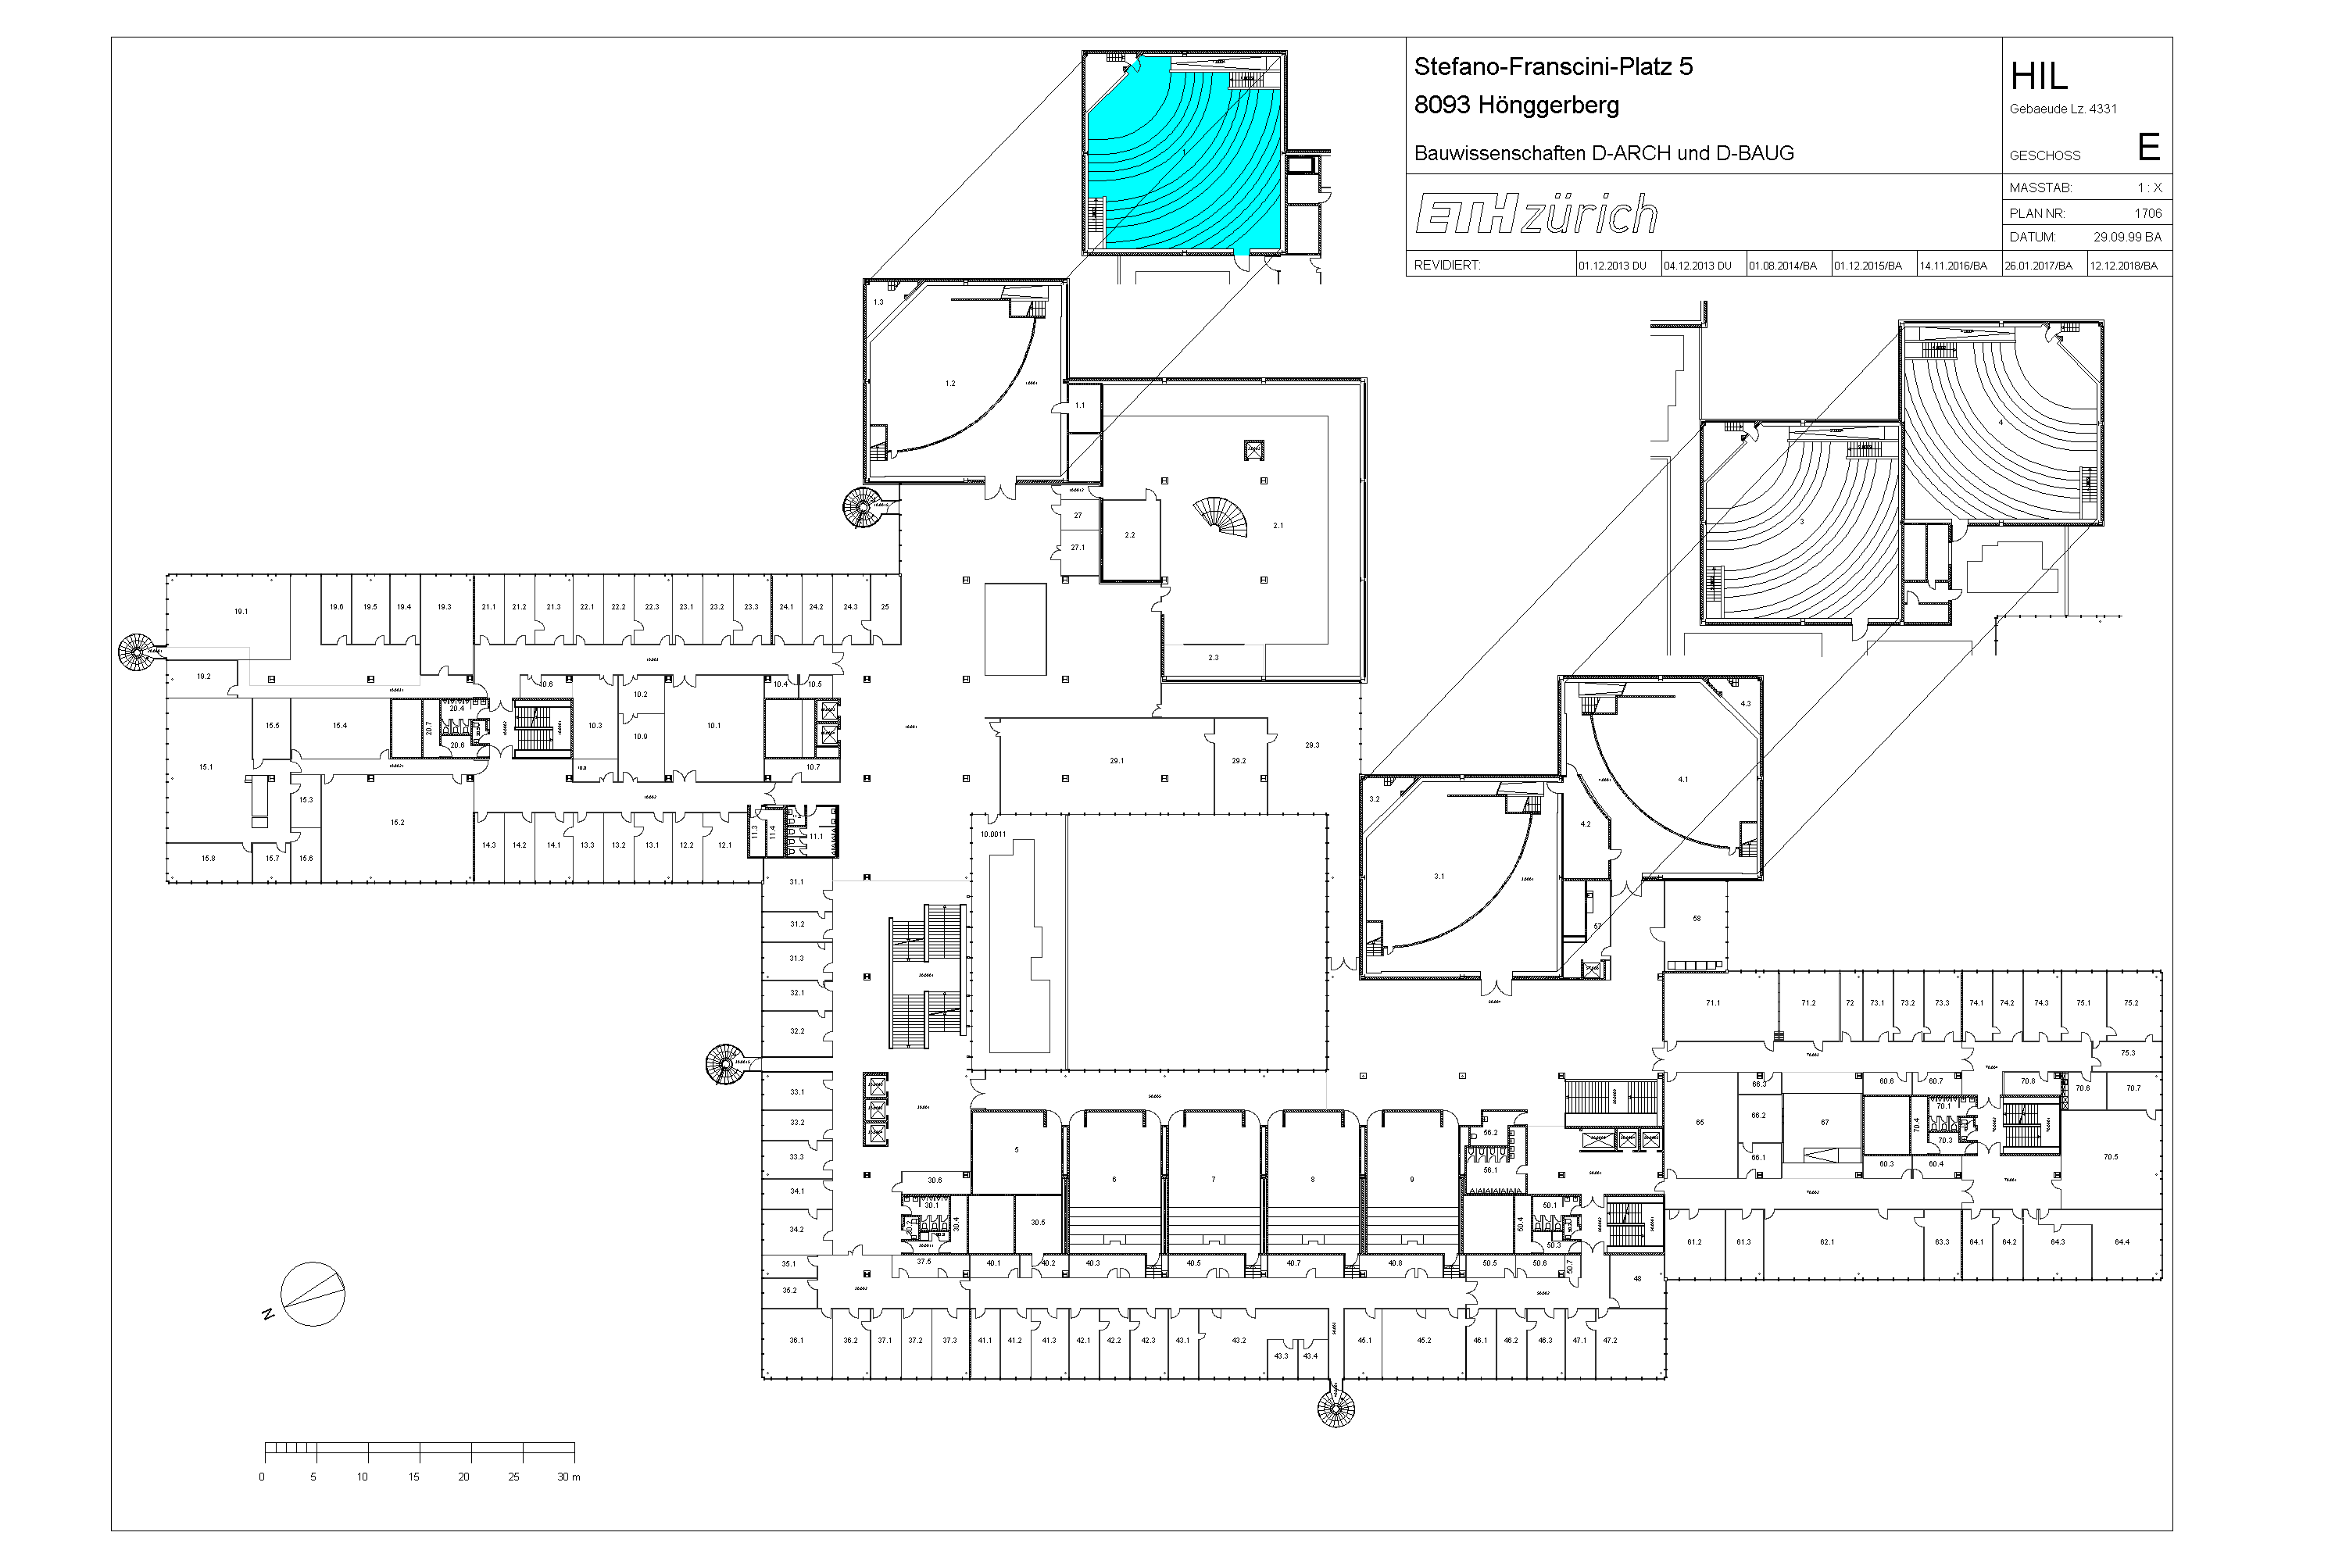 Stefano-Franscini-Platz 5
8093 Hönggerberg
Bauwissenschaften D-ARCH und D-BAUG
HIL
Gebaeude Lz. 4331
GESCHOSS E
ETH zürich
MASSTAB: 1 : X
PLAN NR: 1706
DATUM: 29.09.99 BA
REVIDIERT: 01.12.2013 DU 04.12.2013 DU 01.08.2014/BA 01.12.2015/BA 14.11.2016/BA 26.01.2017/BA 12.12.2018/BA
1
1.3
1.2
1.1
4
3
27
27.1
2.2
2.1
2.3
19.1
19.6 19.5 19.4 19.3 21.1 21.2 21.3 22.1 22.2 22.3 23.1 23.2 23.3 24.1 24.2 24.3 25
19.2
10.6 10.2 10.4 10.5
15.5 15.4 20.7 20.4 20.6 10.3 10.9 10.1
15.1
10.7
15.3
15.2
11.3 11.4 11.1
15.8 15.7 15.6
14.3 14.2 14.1 13.3 13.2 13.1 12.2 12.1
29.1 29.2 29.3
10.0011
4.3
4.1
3.2
4.2
3.1
57
58
31.1
31.2
31.3
32.1
32.2
33.1
33.2
33.3
34.1
34.2
35.1
35.2
71.1 71.2 72 73.1 73.2 73.3 74.1 74.2 74.3 75.1 75.2
75.3
66.3 60.6 60.7 70.8 70.6 70.7
65 66.2 67 70.4 70.1 70.3
66.1 60.3 60.4 70.5
5 6 7 8 9
56.2
56.1
30.6
30.1 30.2 30.4 30.5
50.4 50.1 50.3
37.5 40.1 40.2 40.3 40.5 40.7 40.8 50.5 50.6 50.7 48
61.2 61.3 62.1 63.3 64.1 64.2 64.3 64.4
36.1 36.2 37.1 37.2 37.3 41.1 41.2 41.3 42.1 42.2 42.3 43.1 43.2 43.3 43.4 45.1 45.2 46.1 46.2 46.3 47.1 47.2
N
0 5 10 15 20 25 30 m